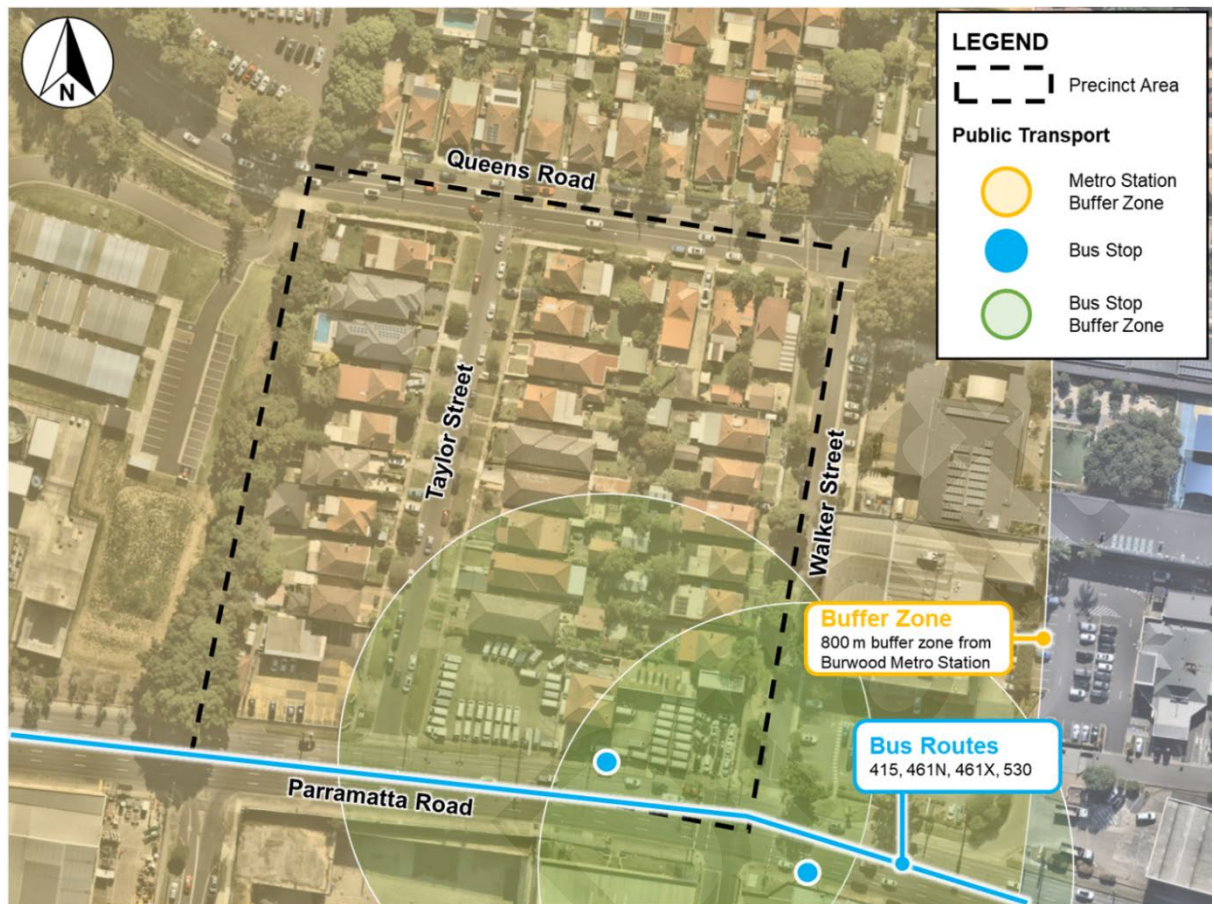 N
LEGEND
Precinct Area
Public Transport
Metro Station
Buffer Zone
Bus Stop
Bus Stop
Buffer Zone
Queens Road
Taylor Street
Walker Street
Buffer Zone
800 m buffer zone from
Burwood Metro Station
Bus Routes
415, 461N, 461X, 530
Parramatta Road